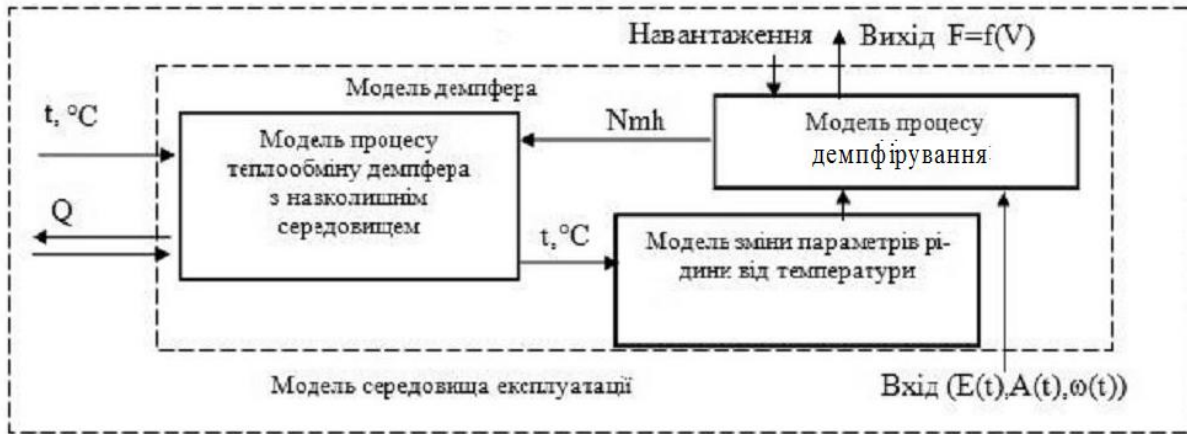 Навантаження
Вихід F=f(V)
Модель демпфера
t, °C
Nmh
Модель процесу
демпфірування
Модель процесу
теплообміну демпфера
з навколишнім
середовищем
Q
t,°C
Модель зміни параметрів рі-
дини від температури
Модель середовища експлуатації
Вхід (E(t),A(t),ω(t))